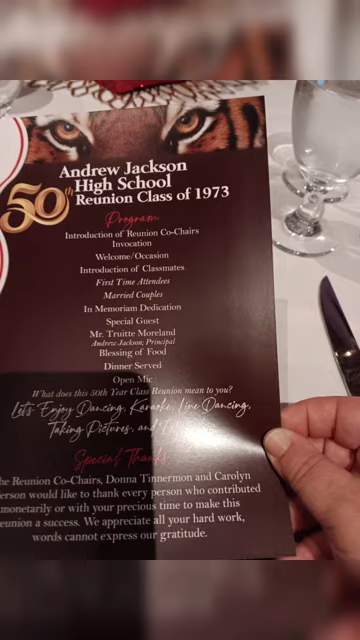 50th
Andrew Jackson
High School
Reunion Class of 1973
Program
Introduction of Reunion Co-Chairs
Invocation
Welcome/Occasion
Introduction of Classmates
First Time Attendees
Married Couples
In Memoriam Dedication
Special Guest
Mr. Truitte Moreland
Andrew Jackson; Principal
Blessing of Food
Dinner Served
Open Mic
What does this 50th Year Class Reunion mean to you?
Let's Enjoy Dancing, Karaoke, Line Dancing,
Taking Pictures, and
Special Thanks
he Reunion Co-Chairs, Donna Tinnermon and Carolyn
erson would like to thank every person who contributed
monetarily or with your precious time to make this
eunion a success. We appreciate all your hard work,
words cannot express our gratitude.